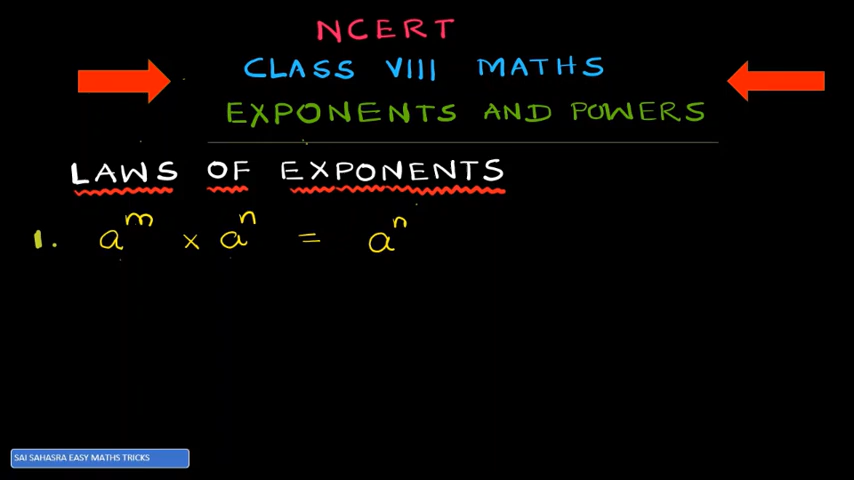 NCERT
CLASS VIII MATHS
EXPONENTS AND POWERS
LAWS OF EXPONENTS
1. a^m × a^n = a^n
SAI SAHASRA EASY MATHS TRICKS